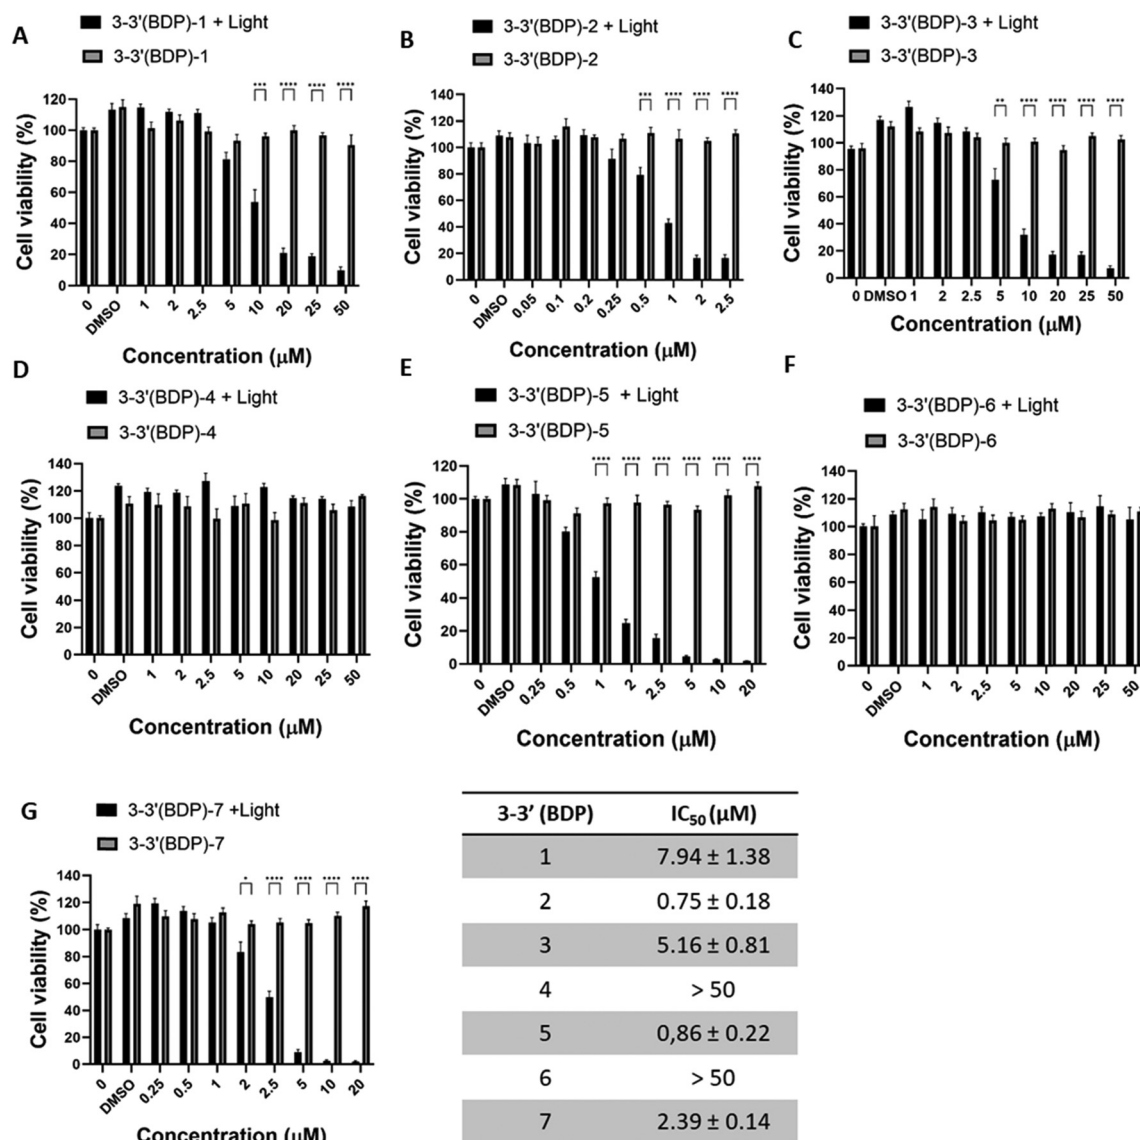 A
3-3'(BDP)-1 + Light
3-3'(BDP)-1
*** **** **** ****
Cell viability (%)
120
100
80
60
40
20
0
0 DMSO 1 2 2.5 5 10 20 25 50
Concentration (μM)
B
3-3'(BDP)-2 + Light
3-3'(BDP)-2
*** **** **** ****
Cell viability (%)
140
120
100
80
60
40
20
0
0 DMSO 0.05 0.1 0.2 0.25 0.5 1 2 2.5
Concentration (μM)
C
3-3'(BDP)-3 + Light
3-3'(BDP)-3
** **** **** **** ****
Cell viability (%)
140
120
100
80
60
40
20
0
0 DMSO 1 2 2.5 5 10 20 25 50
Concentration (μM)
D
3-3'(BDP)-4 + Light
3-3'(BDP)-4
Cell viability (%)
140
120
100
80
60
40
20
0
0 DMSO 1 2 2.5 5 10 20 25 50
Concentration (μM)
E
3-3'(BDP)-5 + Light
3-3'(BDP)-5
**** **** **** **** **** ****
Cell viability (%)
120
100
80
60
40
20
0
0 DMSO 0.25 0.5 1 2 2.5 5 10 20
Concentration (μM)
F
3-3'(BDP)-6 + Light
3-3'(BDP)-6
Cell viability (%)
140
120
100
80
60
40
20
0
0 DMSO 1 2 2.5 5 10 20 25 50
Concentration (μM)
G
3-3'(BDP)-7 +Light
3-3'(BDP)-7
* **** **** **** ****
Cell viability (%)
140
120
100
80
60
40
20
0
0 DMSO 0.25 0.5 1 2 2.5 5 10 20
Concentration (μM)
3-3' (BDP) IC50 (μM)
1 7.94 ± 1.38
2 0.75 ± 0.18
3 5.16 ± 0.81
4 > 50
5 0,86 ± 0.22
6 > 50
7 2.39 ± 0.14